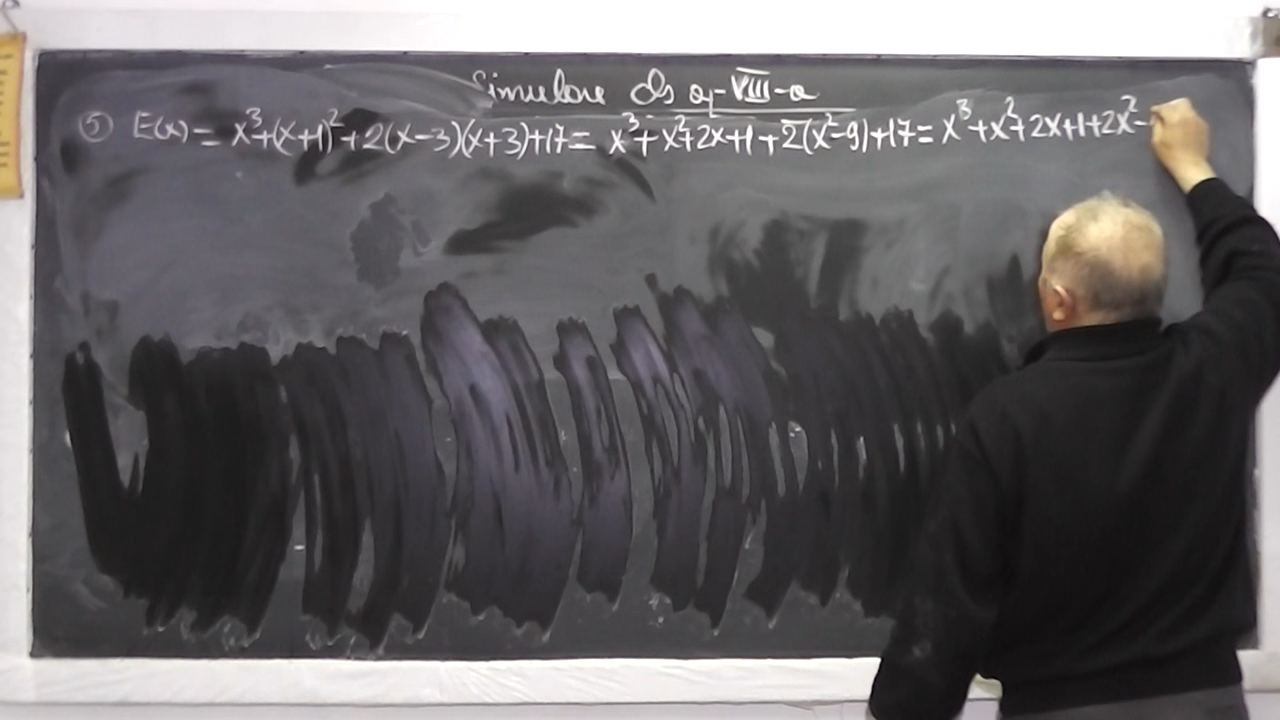 Simulare cls a-VIII-a
⑤ E(x) = x³+(x+1)²+2(x-3)(x+3)+17= x³+x²+2x+1+2(x²-9)+17= x³+x²+2x+1+2x²-